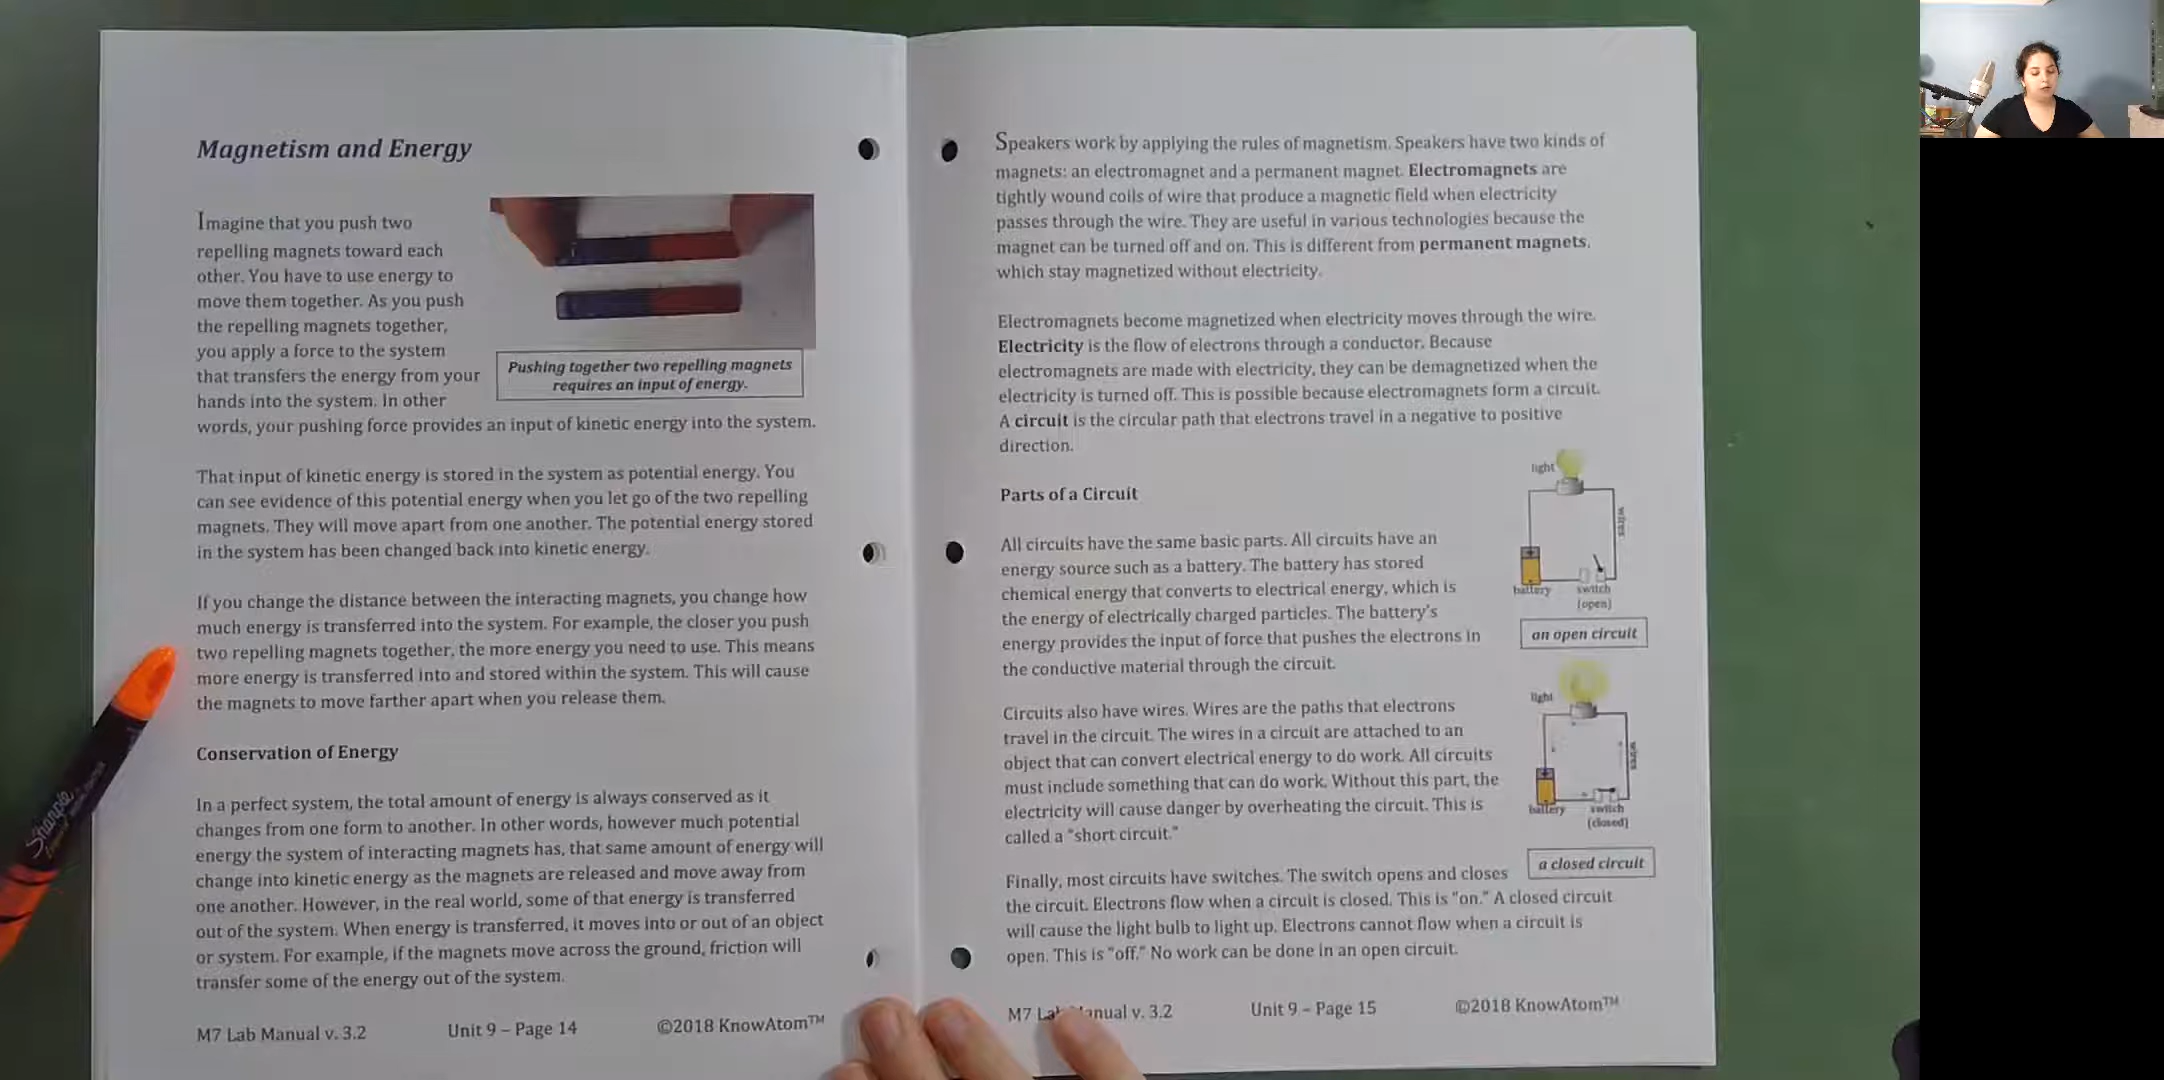 Magnetism and Energy
Imagine that you push two
repelling magnets toward each
other. You have to use energy to
move them together. As you push
the repelling magnets together,
you apply a force to the system
that transfers the energy from your
hands into the system. In other
words, your pushing force provides an input of kinetic energy into the system.
Pushing together two repelling magnets
requires an input of energy.
That input of kinetic energy is stored in the system as potential energy. You
can see evidence of this potential energy when you let go of the two repelling
magnets. They will move apart from one another. The potential energy stored
in the system has been changed back into kinetic energy.
If you change the distance between the interacting magnets, you change how
much energy is transferred into the system. For example, the closer you push
two repelling magnets together, the more energy you need to use. This means
more energy is transferred into and stored within the system. This will cause
the magnets to move farther apart when you release them.
Conservation of Energy
In a perfect system, the total amount of energy is always conserved as it
changes from one form to another. In other words, however much potential
energy the system of interacting magnets has, that same amount of energy will
change into kinetic energy as the magnets are released and move away from
one another. However, in the real world, some of that energy is transferred
out of the system. When energy is transferred, it moves into or out of an object
or system. For example, if the magnets move across the ground, friction will
transfer some of the energy out of the system.
M7 Lab Manual v. 3.2
Unit 9 – Page 14
©2018 KnowAtom™
Sharpie
Speakers work by applying the rules of magnetism. Speakers have two kinds of
magnets: an electromagnet and a permanent magnet. Electromagnets are
tightly wound coils of wire that produce a magnetic field when electricity
passes through the wire. They are useful in various technologies because the
magnet can be turned off and on. This is different from permanent magnets,
which stay magnetized without electricity.
Electromagnets become magnetized when electricity moves through the wire.
Electricity is the flow of electrons through a conductor. Because
electromagnets are made with electricity, they can be demagnetized when the
electricity is turned off. This is possible because electromagnets form a circuit.
A circuit is the circular path that electrons travel in a negative to positive
direction.
Parts of a Circuit
All circuits have the same basic parts. All circuits have an
energy source such as a battery. The battery has stored
chemical energy that converts to electrical energy, which is
the energy of electrically charged particles. The battery's
energy provides the input of force that pushes the electrons in
the conductive material through the circuit.
light
wires
battery
switch
(open)
an open circuit
Circuits also have wires. Wires are the paths that electrons
travel in the circuit. The wires in a circuit are attached to an
object that can convert electrical energy to do work. All circuits
must include something that can do work. Without this part, the
electricity will cause danger by overheating the circuit. This is
called a "short circuit."
light
wires
battery
switch
(closed)
a closed circuit
Finally, most circuits have switches. The switch opens and closes
the circuit. Electrons flow when a circuit is closed. This is "on." A closed circuit
will cause the light bulb to light up. Electrons cannot flow when a circuit is
open. This is "off." No work can be done in an open circuit.
M7 Manual v. 3.2
Unit 9 – Page 15
©2018 KnowAtom™